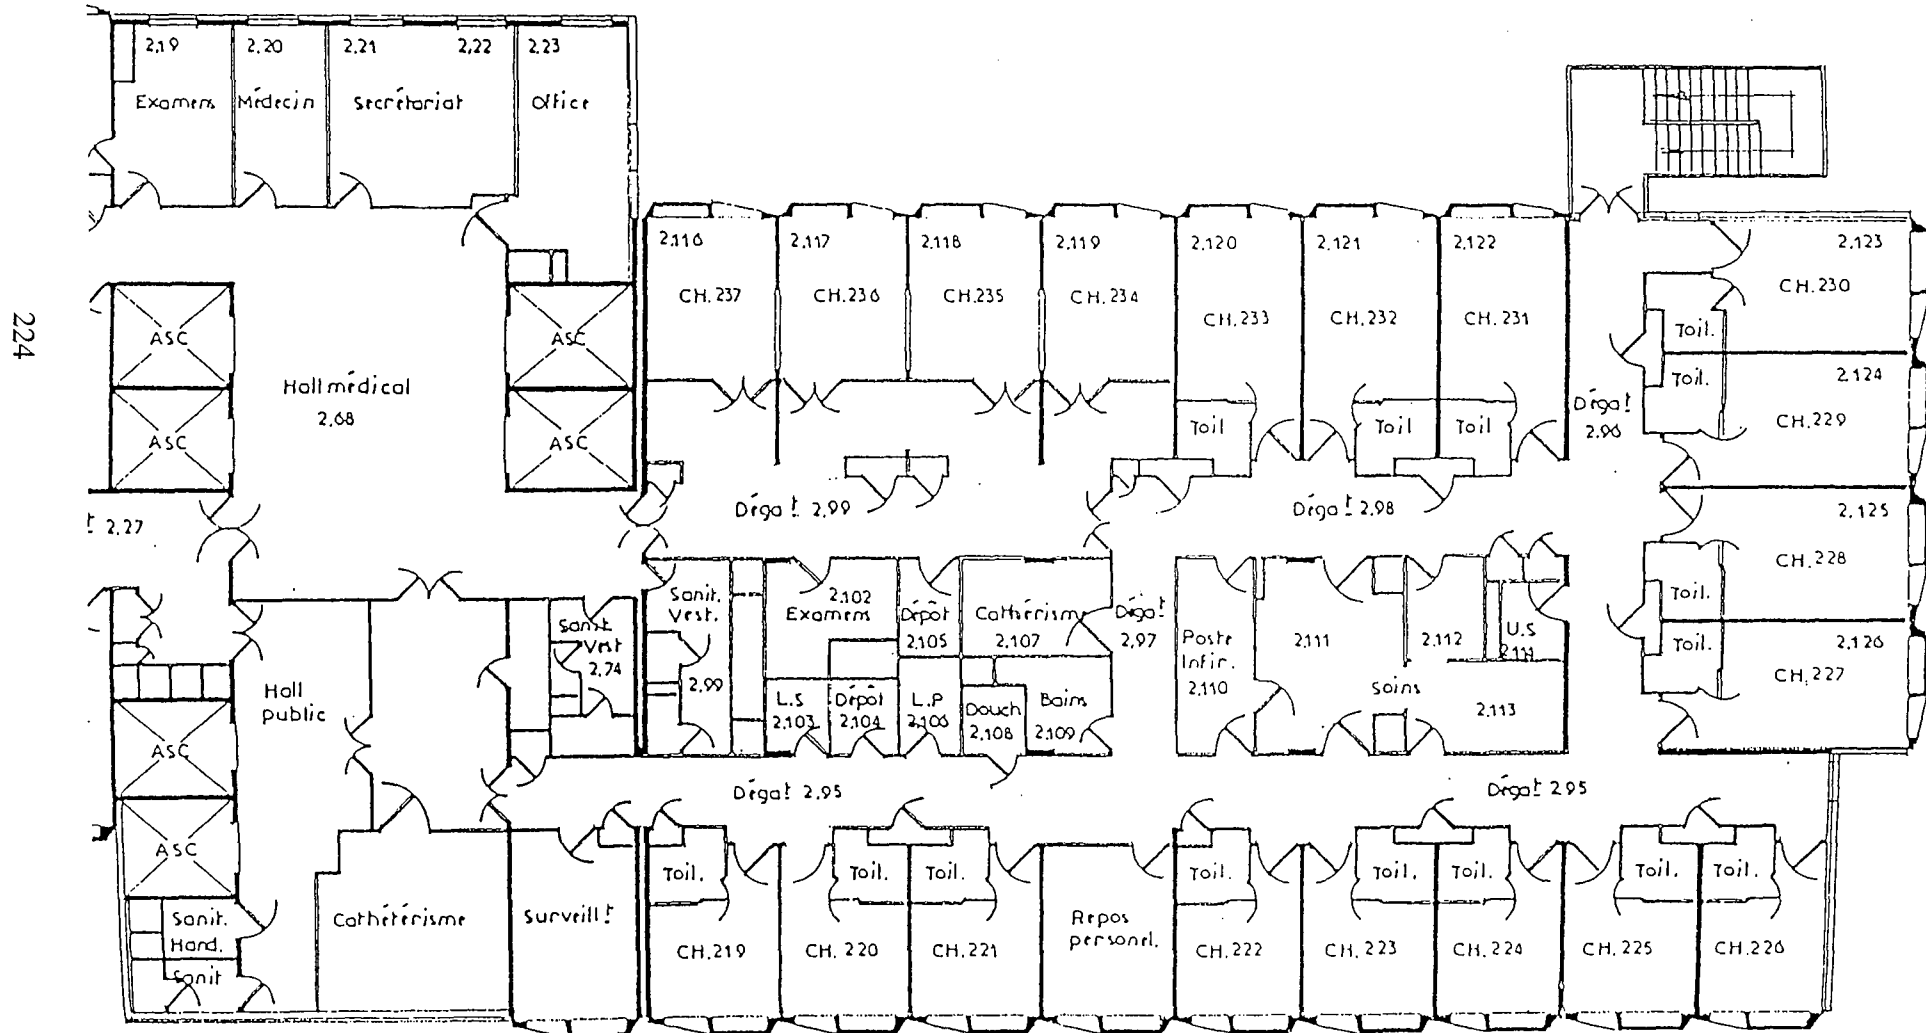 2,19
2,20
2,21
2,22
2,23
Examens
Médecin
Secrétariat
Office
224
2,116
2,117
2,118
2,119
2,120
2,121
2,122
2,123
CH.237
CH.236
CH.235
CH.234
CH.233
CH.232
CH.231
CH.230
ASC
ASC
Toil.
Hall médical
2,68
Toil.
2,124
ASC
ASC
Toil
Toil
Toil
Dégat
2,96
CH.229
2,27
Dégat 2,99
Dégat 2,98
2,125
CH.228
Sanit.
Vest.
2,99
2,102
Examens
Dépôt
2,105
Cathérisme
2,107
Dégat
2,97
Poste
Infir.
2,110
2,111
2,112
U.S
2,111
Toil.
Toil.
2,126
CH.227
Sanit
Vest
2,74
Hall
public
L.S
2,103
Dépôt
2,104
L.P
2,106
Douch
2,108
Bains
2,109
Soins
2,113
ASC
Dégat 2,95
Dégat 2,95
ASC
Toil.
Toil.
Toil.
Toil.
Toil.
Toil.
Toil.
Toil.
Sanit.
Hand.
Sanit
Cathétérisme
Surveillt
CH.219
CH.220
CH.221
Repos
personel.
CH.222
CH.223
CH.224
CH.225
CH.226